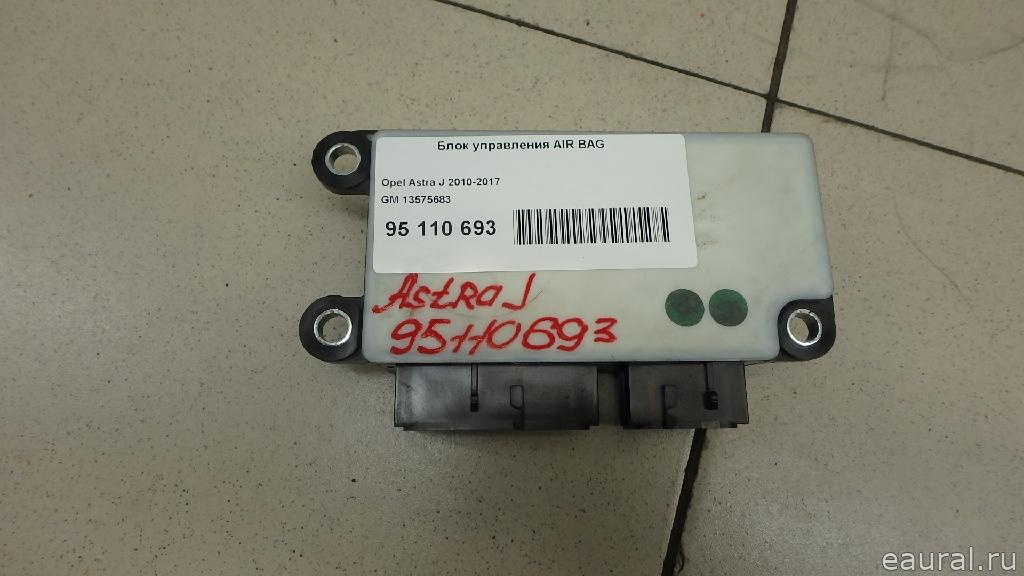 Блок управления AIR BAG
Opel Astra J 2010-2017
GM 13575683
95 110 693
Astra J
95110693
eaural.ru